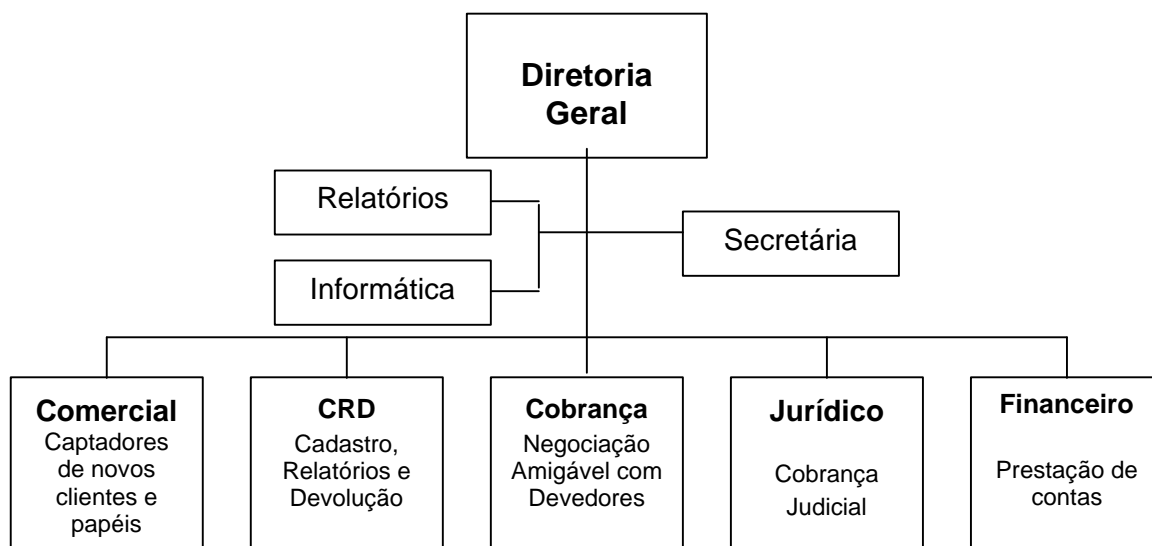 Diretoria
Geral
Relatórios
Secretária
Informática
Comercial
Captadores
de novos
clientes e
papéis
CRD
Cadastro,
Relatórios e
Devolução
Cobrança
Negociação
Amigável com
Devedores
Jurídico
Cobrança
Judicial
Financeiro
Prestação de
contas